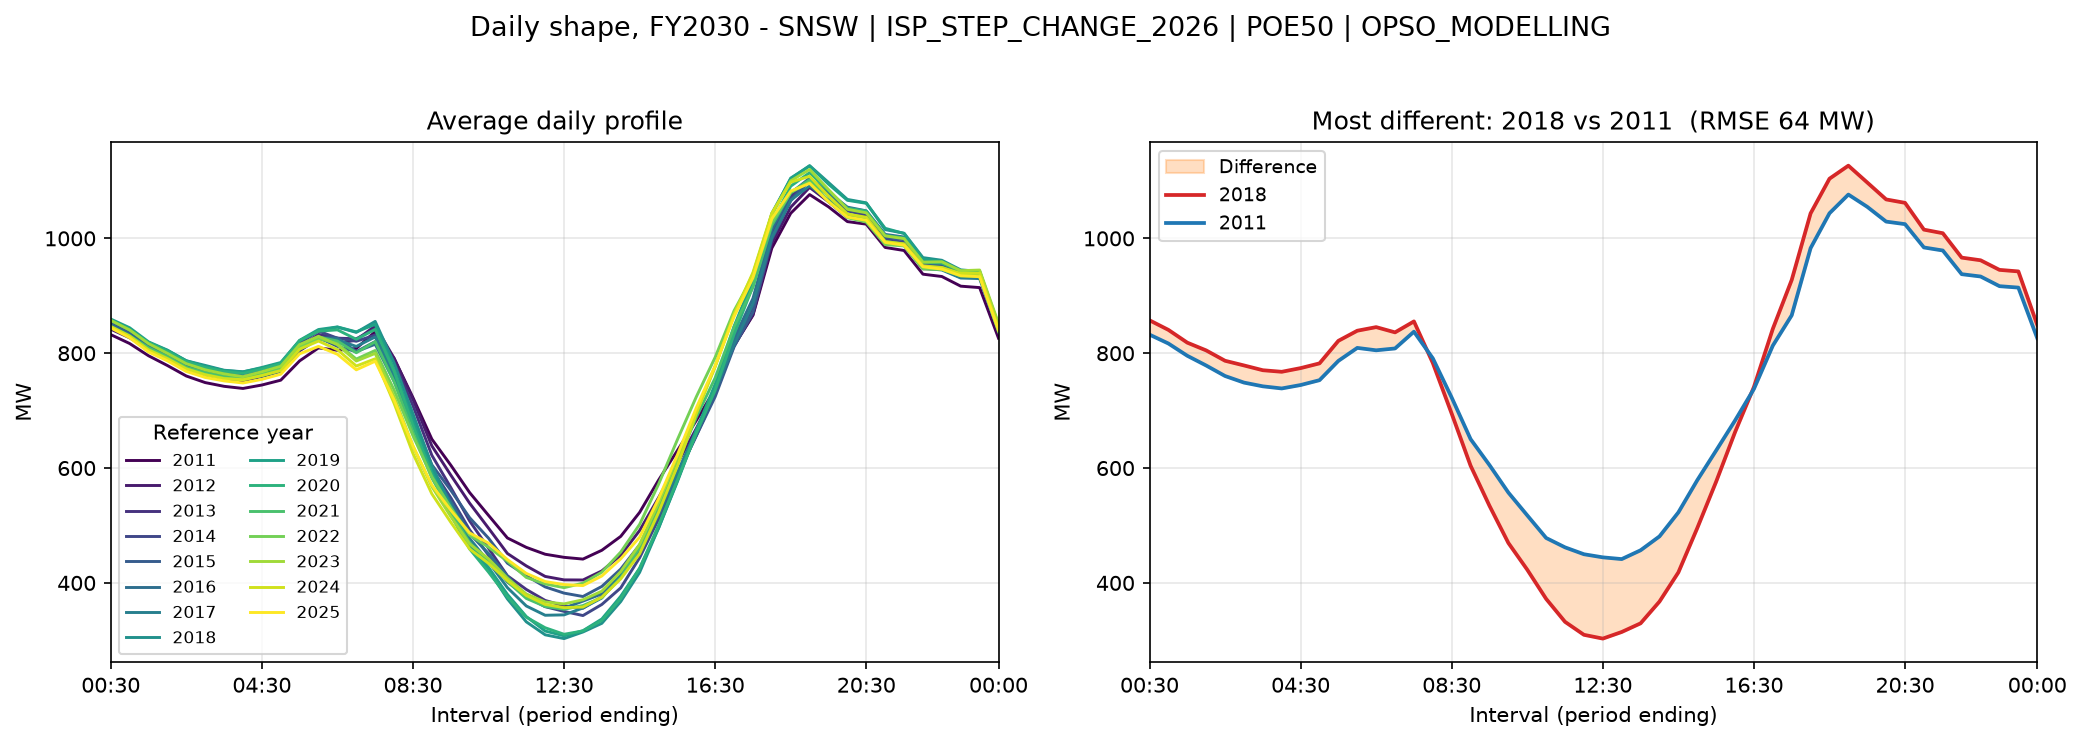 Daily shape, FY2030 - SNSW | ISP_STEP_CHANGE_2026 | POE50 | OPSO_MODELLING
Average daily profile
MW
1000
800
600
400
Reference year
2011
2012
2013
2014
2015
2016
2017
2018
2019
2020
2021
2022
2023
2024
2025
00:30 04:30 08:30 12:30 16:30 20:30 00:00
Interval (period ending)
Most different: 2018 vs 2011  (RMSE 64 MW)
MW
1000
800
600
400
Difference
2018
2011
00:30 04:30 08:30 12:30 16:30 20:30 00:00
Interval (period ending)